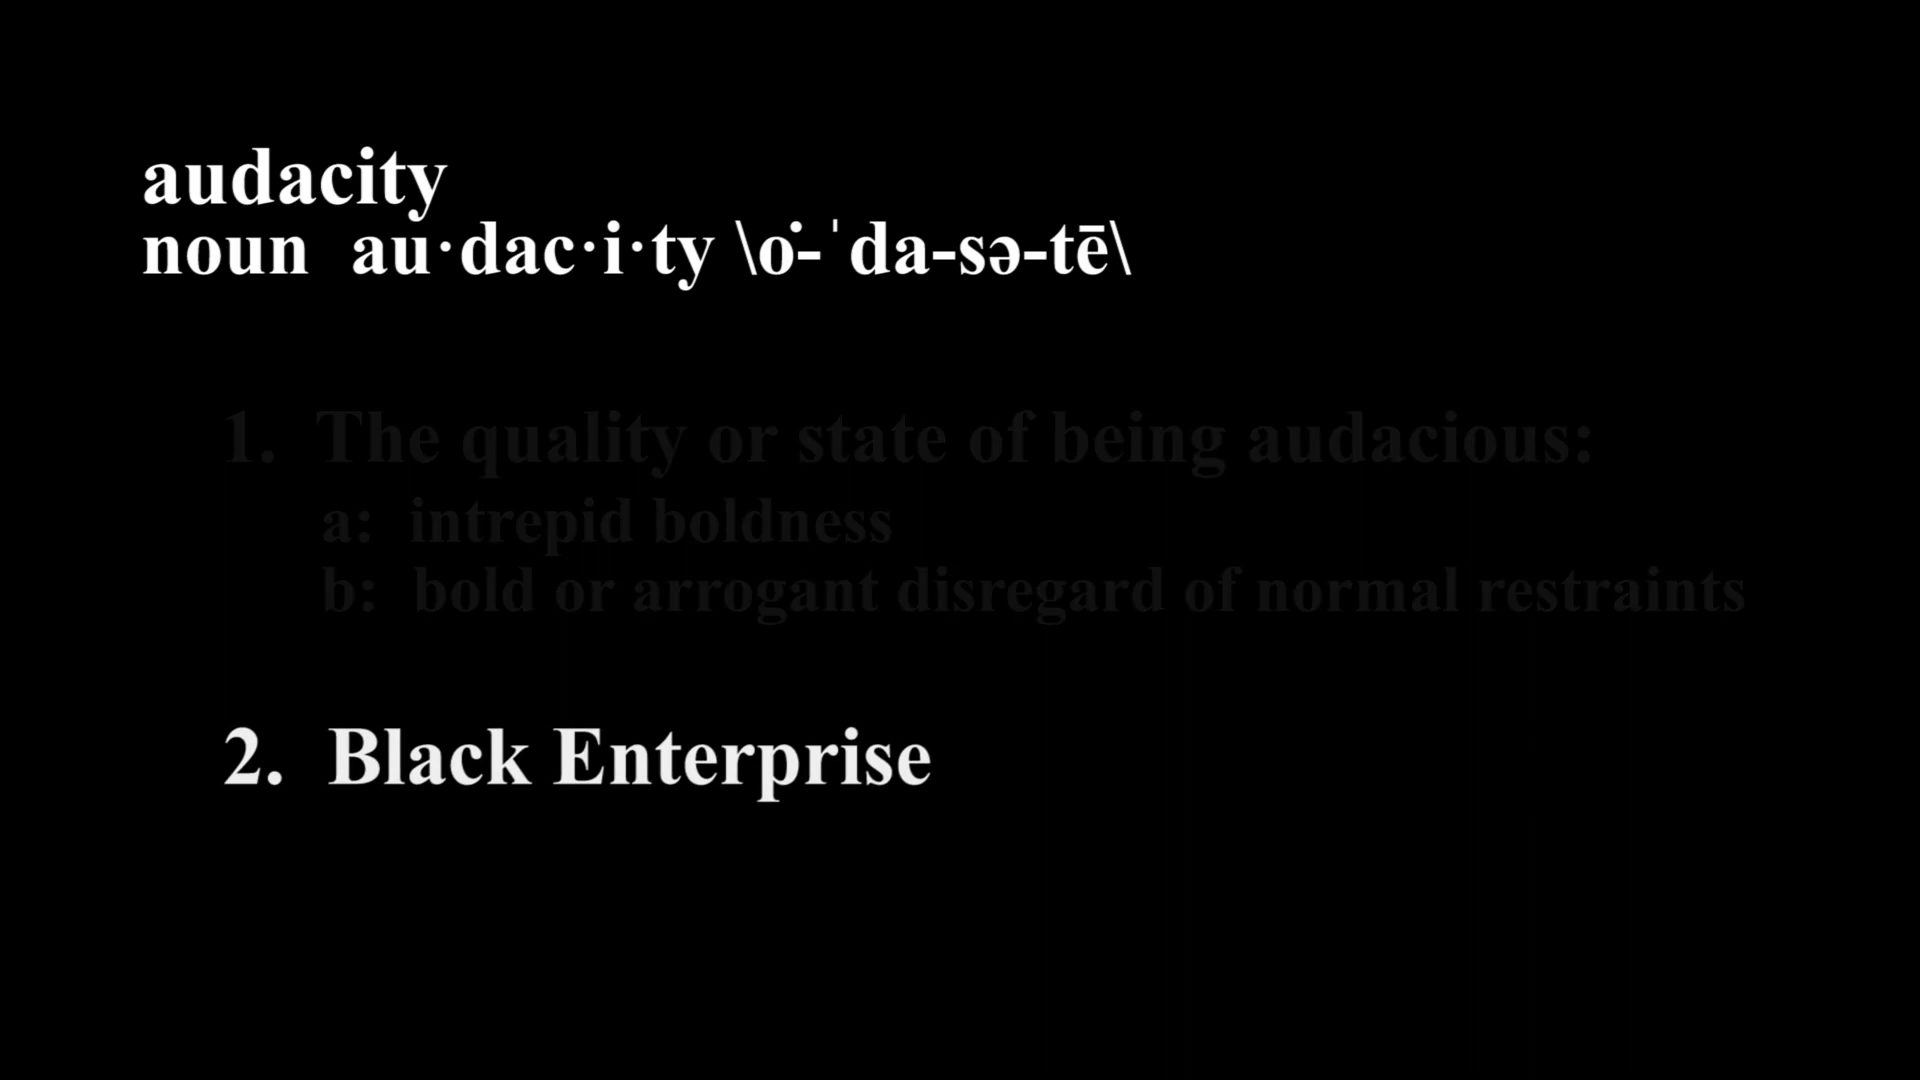 audacity
noun au·dac·i·ty \ȯ-ˈda-sə-tē\
1. The quality or state of being audacious:
a: intrepid boldness
b: bold or arrogant disregard of normal restraints
2. Black Enterprise